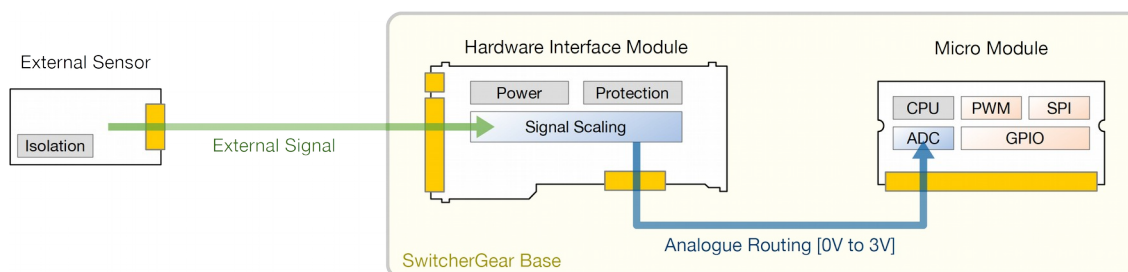 Hardware Interface Module
Micro Module
External Sensor
Power
Protection
CPU
PWM
SPI
Signal Scaling
ADC
GPIO
Isolation
External Signal
Analogue Routing [0V to 3V]
SwitcherGear Base